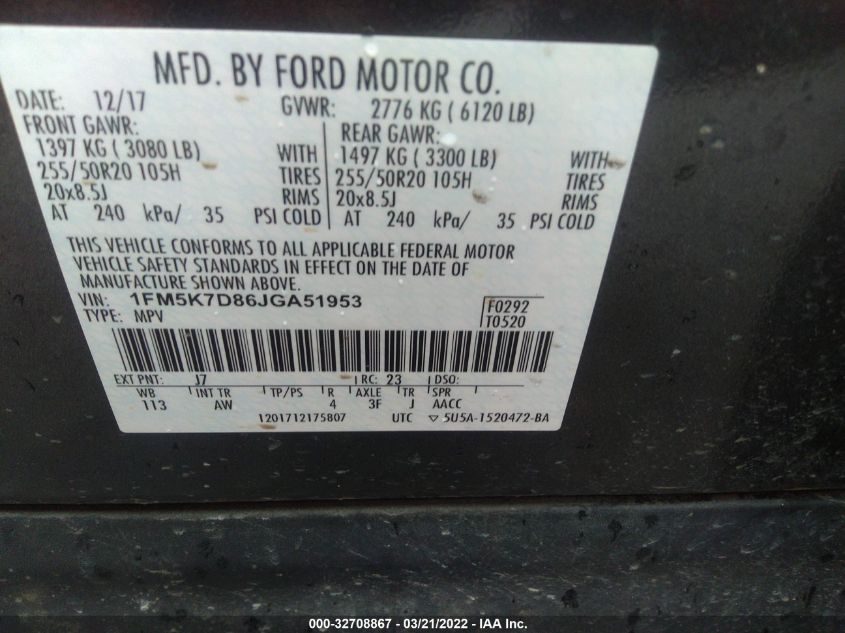 MFD. BY FORD MOTOR CO.
DATE: 12/17 GVWR: 2776 KG ( 6120 LB)
FRONT GAWR: REAR GAWR:
1397 KG ( 3080 LB) WITH 1497 KG ( 3300 LB) WITH
255/50R20 105H TIRES 255/50R20 105H TIRES
20x8.5J RIMS 20x8.5J RIMS
AT 240 kPa/ 35 PSI COLD AT 240 kPa/ 35 PSI COLD
THIS VEHICLE CONFORMS TO ALL APPLICABLE FEDERAL MOTOR
VEHICLE SAFETY STANDARDS IN EFFECT ON THE DATE OF
MANUFACTURE SHOWN ABOVE.
VIN: 1FM5K7D86JGA51953 F0292
TYPE: MPV T0520
EXT PNT: J7 RC: 23 DSO:
WB INT TR TP/PS R AXLE TR SPR
113 AW 4 3F J AACC
1201712175807 UTC ▽ 5U5A-1520472-BA
000-32708867 - 03/21/2022 - IAA Inc.